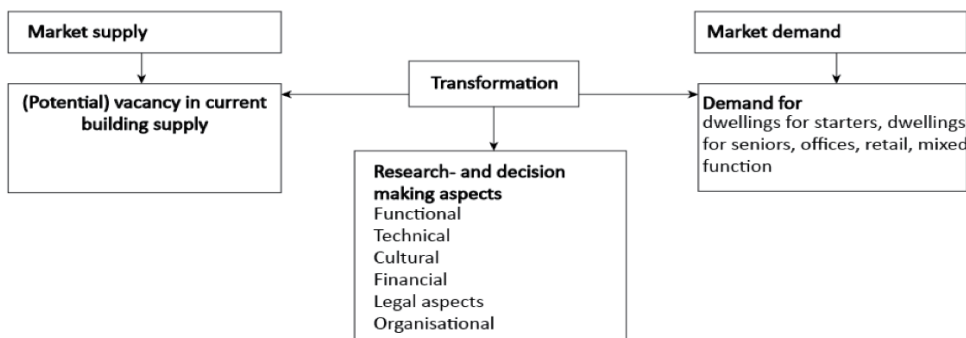 Market supply
Market demand
Transformation
(Potential) vacancy in current
building supply
Demand for
dwellings for starters, dwellings
for seniors, offices, retail, mixed
function
Research- and decision
making aspects
Functional
Technical
Cultural
Financial
Legal aspects
Organisational